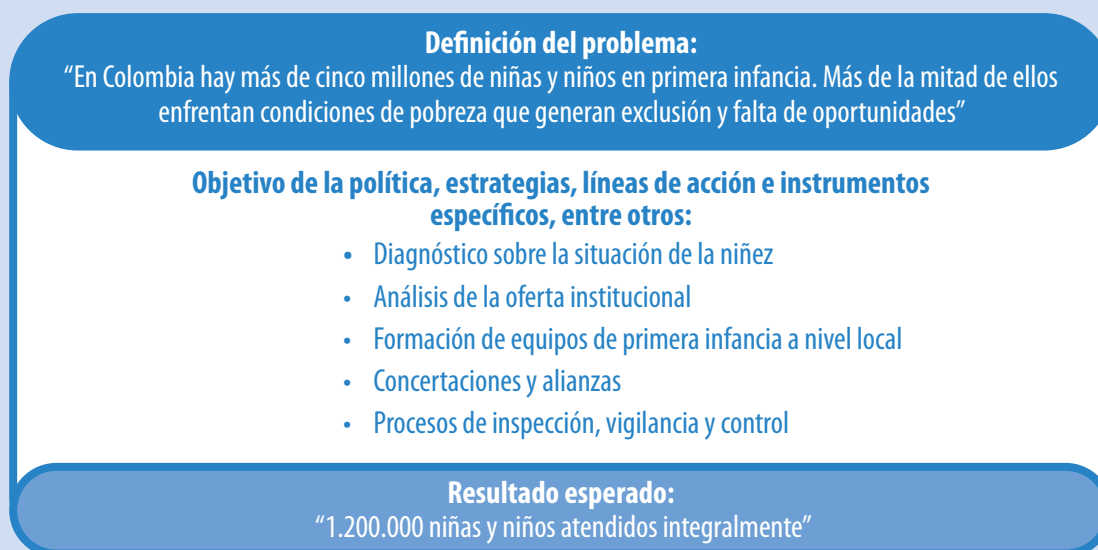 Definición del problema:
“En Colombia hay más de cinco millones de niñas y niños en primera infancia. Más de la mitad de ellos
enfrentan condiciones de pobreza que generan exclusión y falta de oportunidades”
Objetivo de la política, estrategias, líneas de acción e instrumentos
específicos, entre otros:
• Diagnóstico sobre la situación de la niñez
• Análisis de la oferta institucional
• Formación de equipos de primera infancia a nivel local
• Concertaciones y alianzas
• Procesos de inspección, vigilancia y control
Resultado esperado:
“1.200.000 niñas y niños atendidos integralmente”